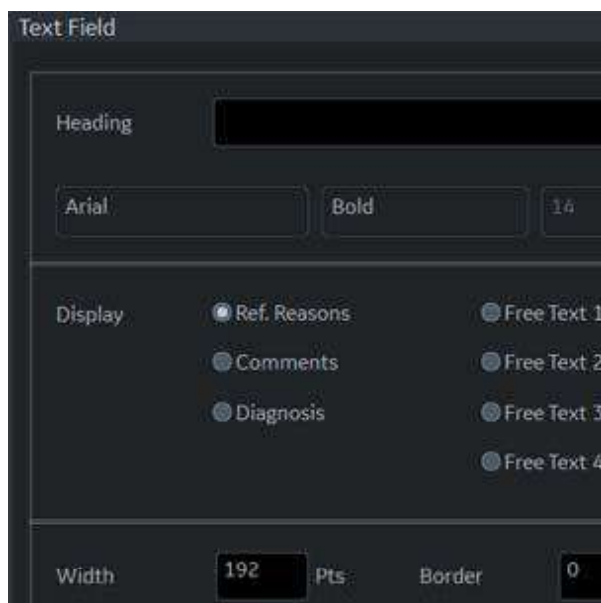 Text Field
Heading
Arial Bold 14
Display Ref. Reasons Free Text 1
Comments Free Text 2
Diagnosis Free Text 3
Free Text 4
Width 192 Pts Border 0